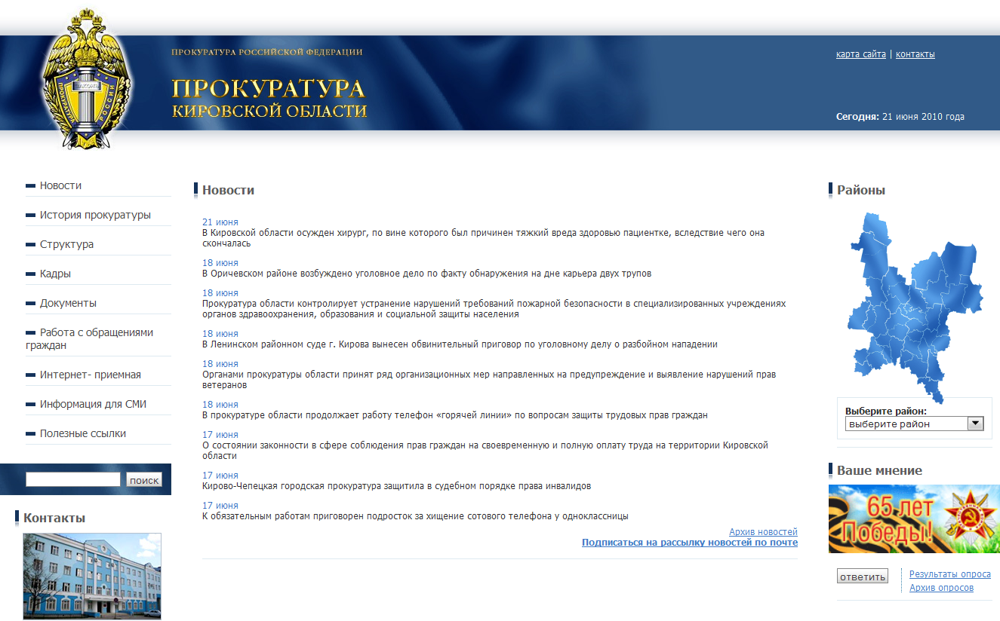 ПРОКУРАТУРА РОССИЙСКОЙ ФЕДЕРАЦИИ
ПРОКУРАТУРА
КИРОВСКОЙ ОБЛАСТИ
ЗАКОНЪ
ПРОКУРАТУРА РОССИИ
карта сайта | контакты
Сегодня: 21 июня 2010 года
Новости
История прокуратуры
Структура
Кадры
Документы
Работа с обращениями
граждан
Интернет- приемная
Информация для СМИ
Полезные ссылки
поиск
Контакты
Новости
21 июня
В Кировской области осужден хирург, по вине которого был причинен тяжкий вреда здоровью пациентке, вследствие чего она
скончалась
18 июня
В Оричевском районе возбуждено уголовное дело по факту обнаружения на дне карьера двух трупов
18 июня
Прокуратура области контролирует устранение нарушений требований пожарной безопасности в специализированных учреждениях
органов здравоохранения, образования и социальной защиты населения
18 июня
В Ленинском районном суде г. Кирова вынесен обвинительный приговор по уголовному делу о разбойном нападении
18 июня
Органами прокуратуры области принят ряд организационных мер направленных на предупреждение и выявление нарушений прав
ветеранов
18 июня
В прокуратуре области продолжает работу телефон «горячей линии» по вопросам защиты трудовых прав граждан
17 июня
О состоянии законности в сфере соблюдения прав граждан на своевременную и полную оплату труда на территории Кировской
области
17 июня
Кирово-Чепецкая городская прокуратура защитила в судебном порядке права инвалидов
17 июня
К обязательным работам приговорен подросток за хищение сотового телефона у одноклассницы
Архив новостей
Подписаться на рассылку новостей по почте
Районы
Выберите район:
выберите район
Ваше мнение
65 лет
Победы!
ответить
Результаты опроса
Архив опросов